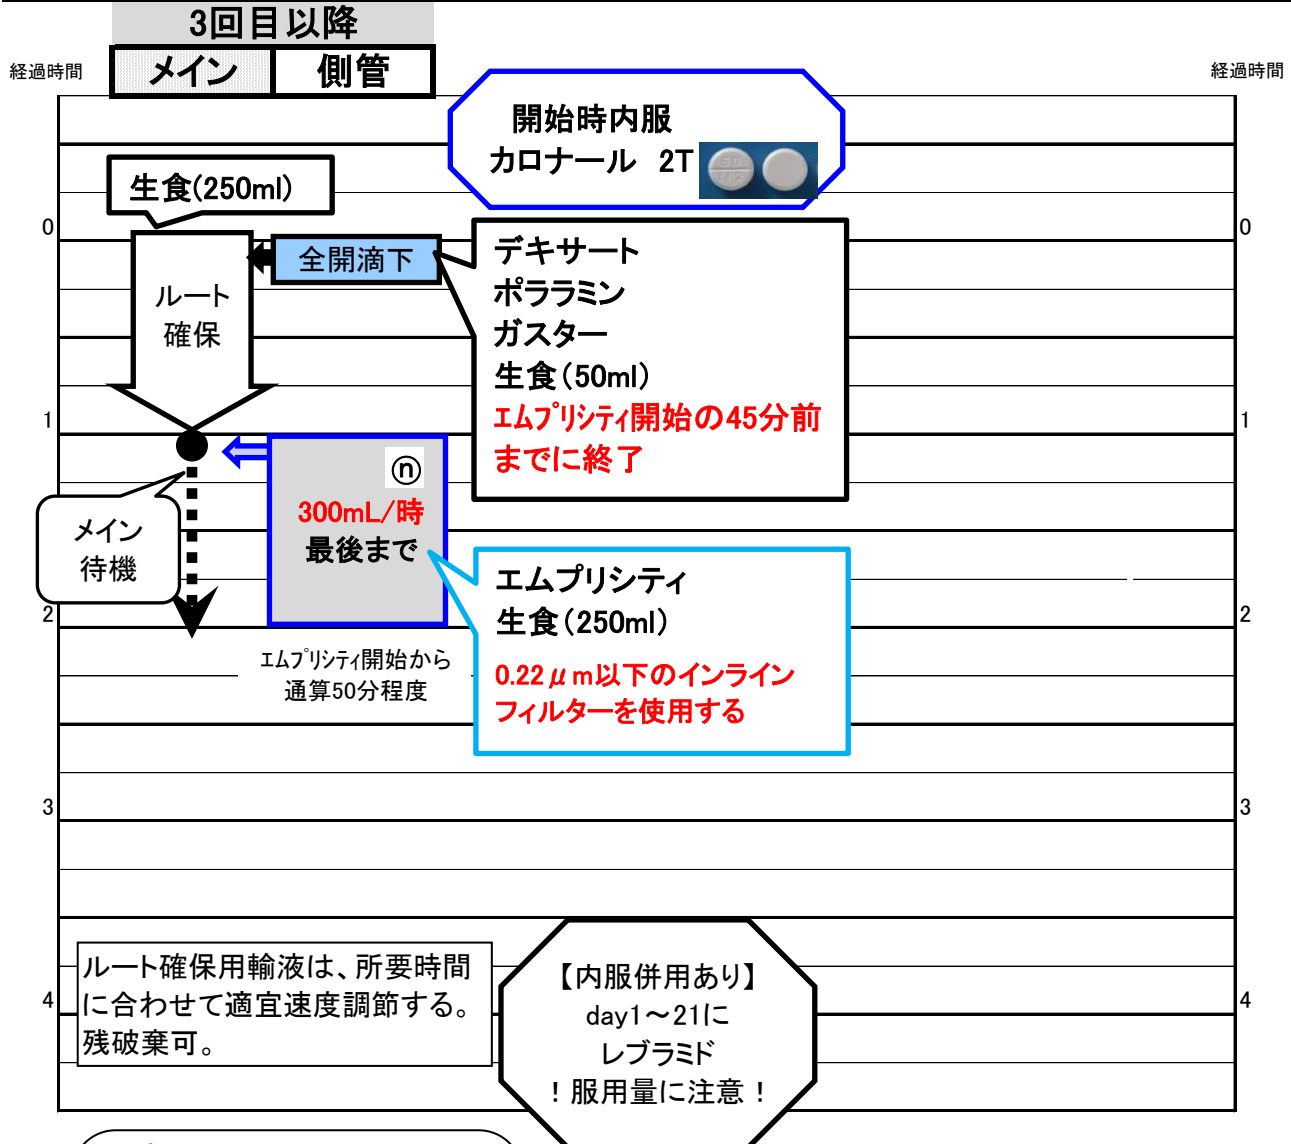 3回目以降
経過時間
メイン
側管
経過時間
開始時内服
カロナール 2T
生食(250ml)
0
全開滴下
デキサート
0
ルート
確保
ポララミン
ガスター
生食(50ml)
エムプリシティ開始の45分前
までに終了
1
1
ⓝ
300mL/時
最後まで
メイン
待機
エムプリシティ
生食(250ml)
0.22μm以下のインライン
フィルターを使用する
2
2
エムプリシティ開始から
通算50分程度
3
3
ルート確保用輸液は、所要時間
に合わせて適宜速度調節する。
残破棄可。
4
【内服併用あり】
day1～21に
レブラミド
！服用量に注意！
4